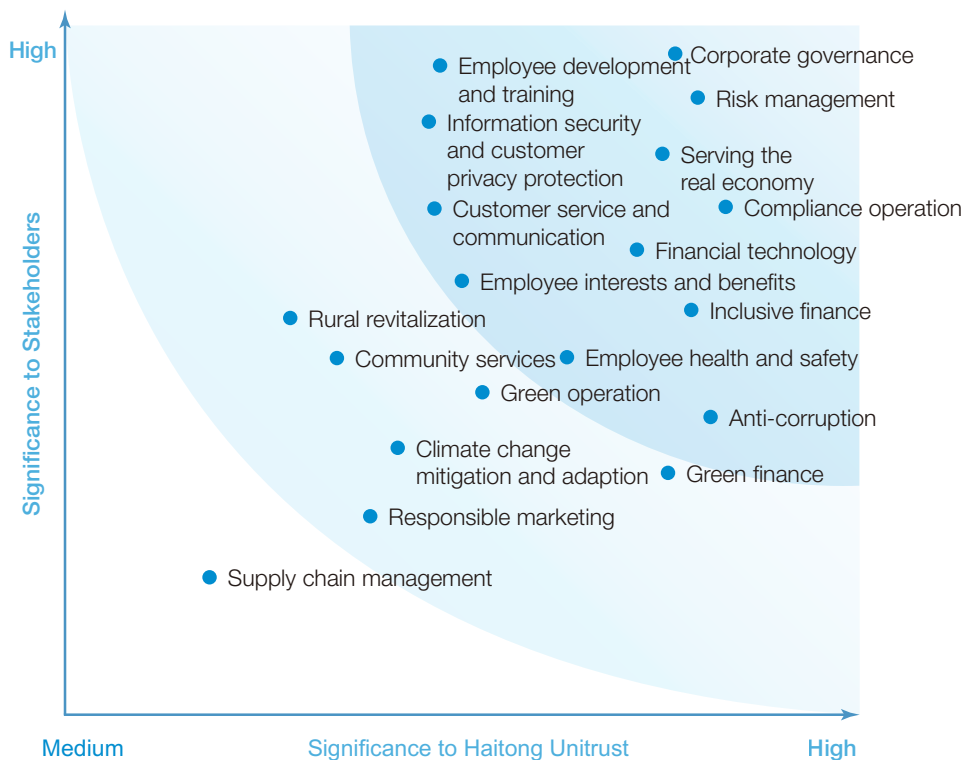 High
Corporate governance
Employee development
and training
Risk management
Information security
and customer
privacy protection
Serving the
real economy
Customer service and
communication
Compliance operation
Financial technology
Employee interests and benefits
Inclusive finance
Rural revitalization
Community services
Employee health and safety
Green operation
Anti-corruption
Climate change
mitigation and adaption
Green finance
Responsible marketing
Supply chain management
Significance to Stakeholders
Medium
Significance to Haitong Unitrust
High